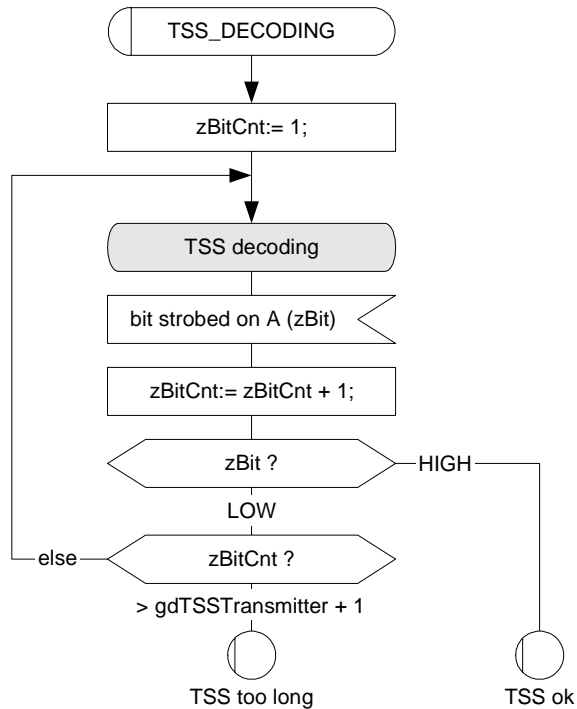 TSS_DECODING
zBitCnt:= 1;
TSS decoding
bit strobed on A (zBit)
zBitCnt:= zBitCnt + 1;
zBit ?
HIGH
LOW
else
zBitCnt ?
> gdTSSTransmitter + 1
TSS too long
TSS ok